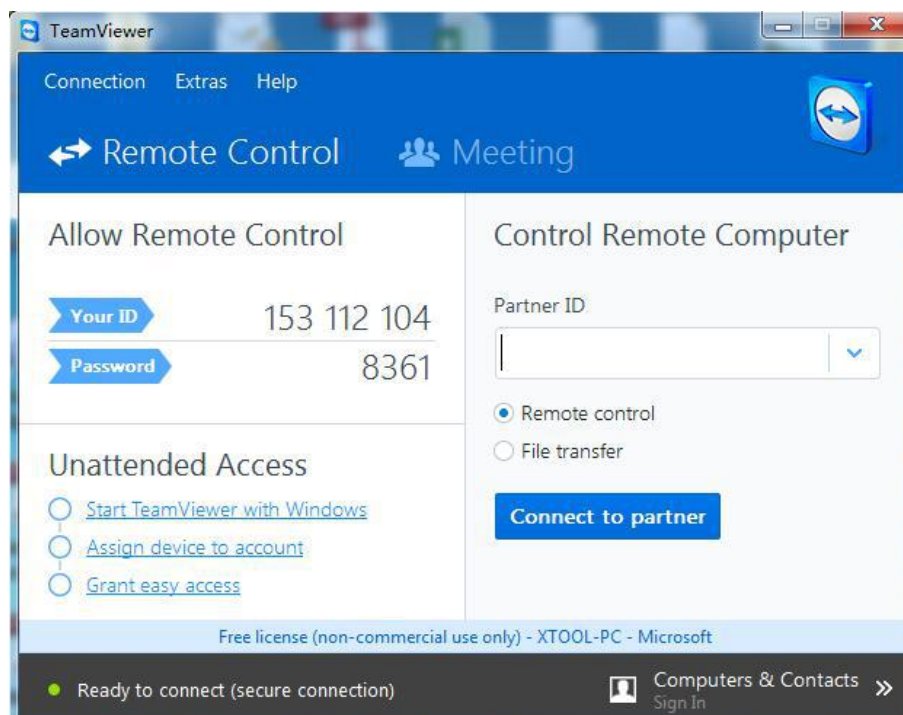 TeamViewer
Connection Extras Help
Remote Control Meeting
Allow Remote Control
Your ID 153 112 104
Password 8361
Unattended Access
Start TeamViewer with Windows
Assign device to account
Grant easy access
Control Remote Computer
Partner ID
Remote control
File transfer
Connect to partner
Free license (non-commercial use only) - XTOOL-PC - Microsoft
Ready to connect (secure connection)
Computers & Contacts
Sign In